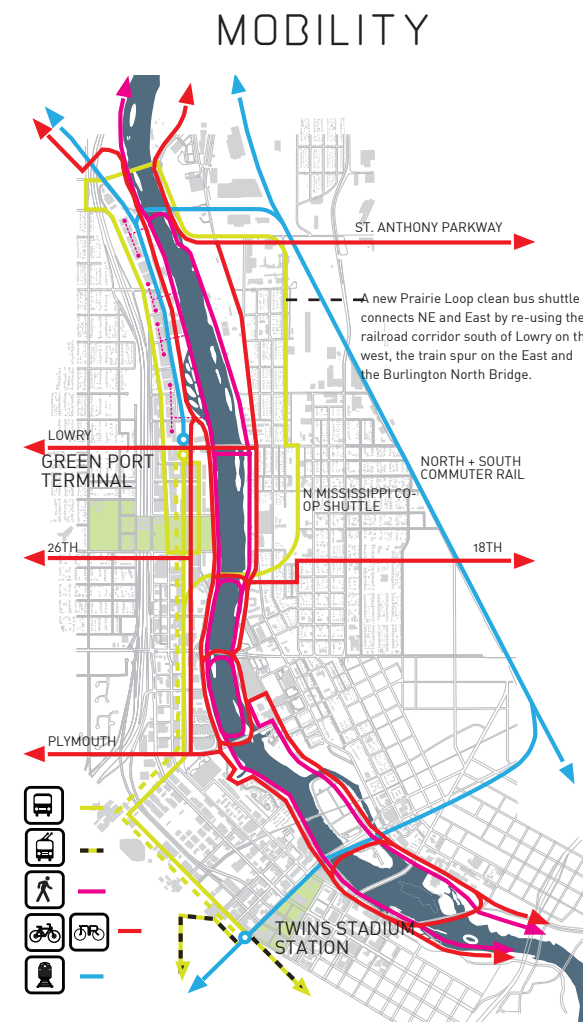 MOBILITY
ST. ANTHONY PARKWAY
A new Prairie Loop clean bus shuttle
connects NE and East by re-using the
railroad corridor south of Lowry on th
west, the train spur on the East and
the Burlington North Bridge.
LOWRY
GREEN PORT
TERMINAL
NORTH + SOUTH
COMMUTER RAIL
N MISSISSIPPI CO-
OP SHUTTLE
26TH
18TH
PLYMOUTH
TWINS STADIUM
STATION